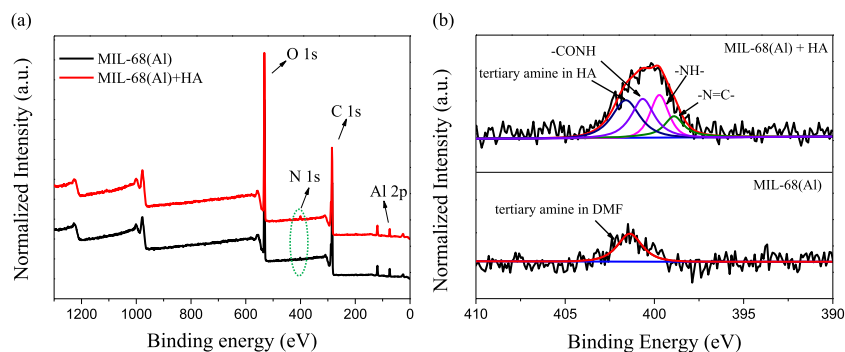 (a)
MIL-68(Al)
MIL-68(Al)+HA
O 1s
C 1s
N 1s
Al 2p
Normalized Intensity (a.u.)
1200 1000 800 600 400 200 0
Binding energy (eV)
(b)
MIL-68(Al) + HA
-CONH
tertiary amine in HA
-NH-
-N=C-
MIL-68(Al)
tertiary amine in DMF
Normalized Intensity (a.u.)
410 405 400 395 390
Binding Energy (eV)